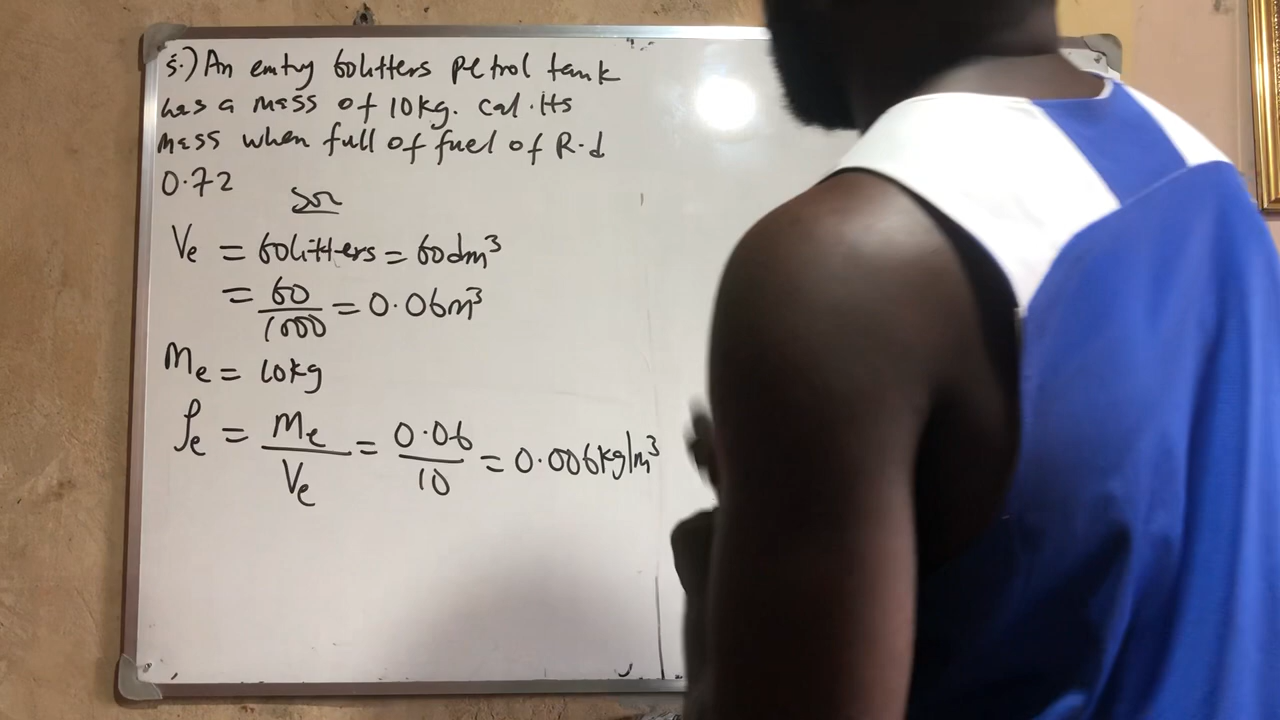 5.) An emty 60litters petrol tank
has a mass of 10kg. cal. its
mass when full of fuel of R.d
0.72
Soln
Ve = 60litters = 60dm³
= 60/1000 = 0.06m³
Me = 10kg
ρe = Me/Ve = 0.06/10 = 0.006kg/m³